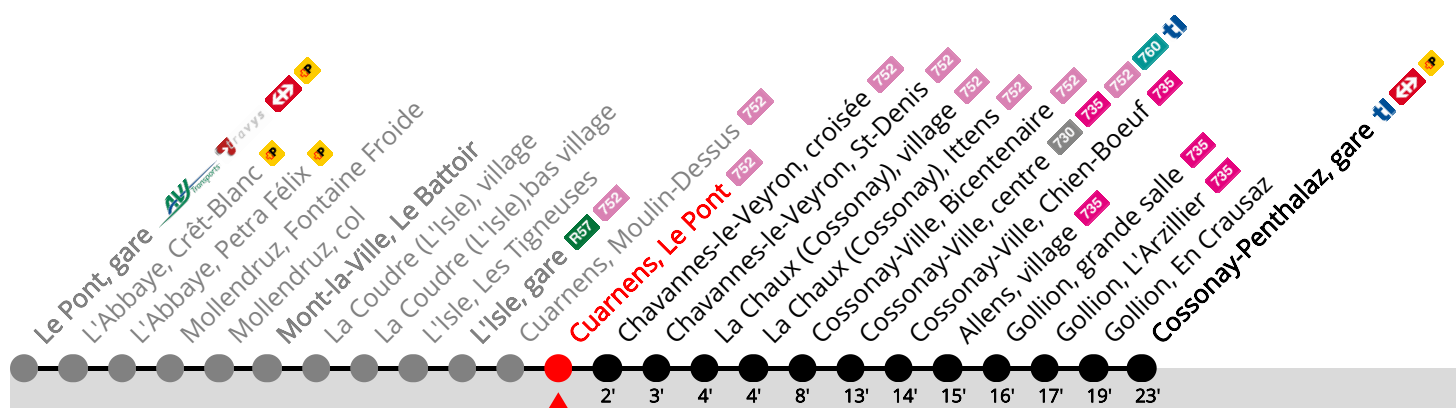 Le Pont, gare AVJ Transports Travys P
L'Abbaye, Crêt-Blanc P
L'Abbaye, Petra Félix P
Mollendruz, Fontaine Froide
Mollendruz, col
Mont-la-Ville, Le Battoir
La Coudre (L'Isle), village
La Coudre (L'Isle),bas village
L'Isle, Les Tigneuses
L'Isle, gare R57 752
Cuarnens, Moulin-Dessus 752
Cuarnens, Le Pont 752
Chavannes-le-Veyron, croisée 752
Chavannes-le-Veyron, St-Denis 752
La Chaux (Cossonay), village 752
La Chaux (Cossonay), Ittens 752
Cossonay-Ville, Bicentenaire 752
Cossonay-Ville, centre 730 735 752 760 tl
Cossonay-Ville, Chien-Boeuf 735
Allens, village 735
Gollion, grande salle 735
Gollion, L'Arzillier 735
Gollion, En Crausaz
Cossonay-Penthalaz, gare tl P
2' 3' 4' 4' 8' 13' 14' 15' 16' 17' 19' 23'